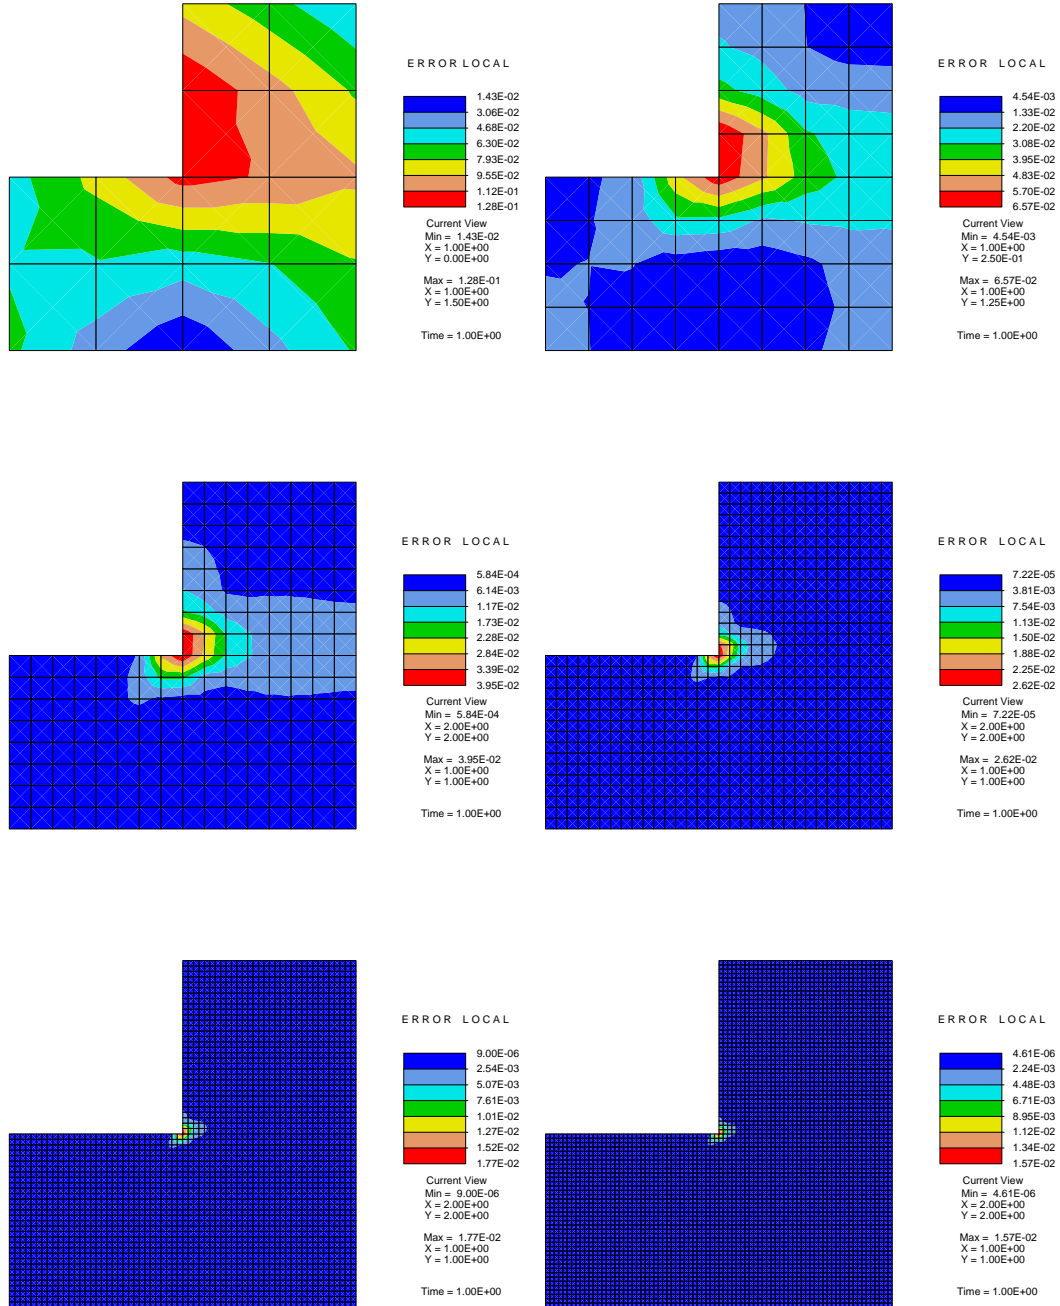 ERROR LOCAL
1.43E-02
3.06E-02
4.68E-02
6.30E-02
7.93E-02
9.55E-02
1.12E-01
1.28E-01
Current View
Min = 1.43E-02
X = 1.00E+00
Y = 0.00E+00
Max = 1.28E-01
X = 1.00E+00
Y = 1.50E+00
Time = 1.00E+00
ERROR LOCAL
4.54E-03
1.33E-02
2.20E-02
3.08E-02
3.95E-02
4.83E-02
5.70E-02
6.57E-02
Current View
Min = 4.54E-03
X = 1.00E+00
Y = 2.50E-01
Max = 6.57E-02
X = 1.00E+00
Y = 1.25E+00
Time = 1.00E+00
ERROR LOCAL
5.84E-04
6.14E-03
1.17E-02
1.73E-02
2.28E-02
2.84E-02
3.39E-02
3.95E-02
Current View
Min = 5.84E-04
X = 2.00E+00
Y = 2.00E+00
Max = 3.95E-02
X = 1.00E+00
Y = 1.00E+00
Time = 1.00E+00
ERROR LOCAL
7.22E-05
3.81E-03
7.54E-03
1.13E-02
1.50E-02
1.88E-02
2.25E-02
2.62E-02
Current View
Min = 7.22E-05
X = 2.00E+00
Y = 2.00E+00
Max = 2.62E-02
X = 1.00E+00
Y = 1.00E+00
Time = 1.00E+00
ERROR LOCAL
9.00E-06
2.54E-03
5.07E-03
7.61E-03
1.01E-02
1.27E-02
1.52E-02
1.77E-02
Current View
Min = 9.00E-06
X = 2.00E+00
Y = 2.00E+00
Max = 1.77E-02
X = 1.00E+00
Y = 1.00E+00
Time = 1.00E+00
ERROR LOCAL
4.61E-06
2.24E-03
4.48E-03
6.71E-03
8.95E-03
1.12E-02
1.34E-02
1.57E-02
Current View
Min = 4.61E-06
X = 2.00E+00
Y = 2.00E+00
Max = 1.57E-02
X = 1.00E+00
Y = 1.00E+00
Time = 1.00E+00